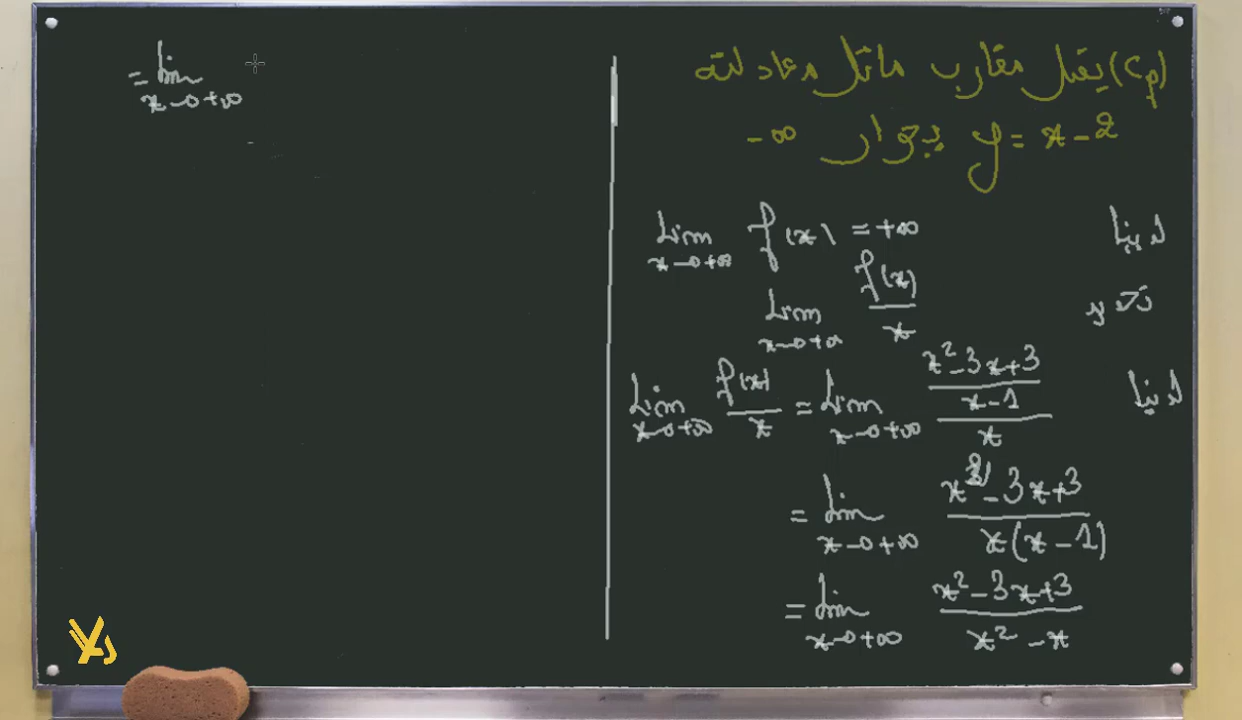 (Cf) يقبل مقارب مائل معادلته
y = x - 2 بجوار -∞
لدينا lim x→+∞ f(x) = +∞
lim x→+∞ f(x)/x
لدينا lim x→+∞ f(x)/x = lim x→+∞ ((x² - 3x + 3)/(x - 1))/x
= lim x→+∞ (x² - 3x + 3)/(x(x - 1))
= lim x→+∞ (x² - 3x + 3)/(x² - x)
= lim x→+∞